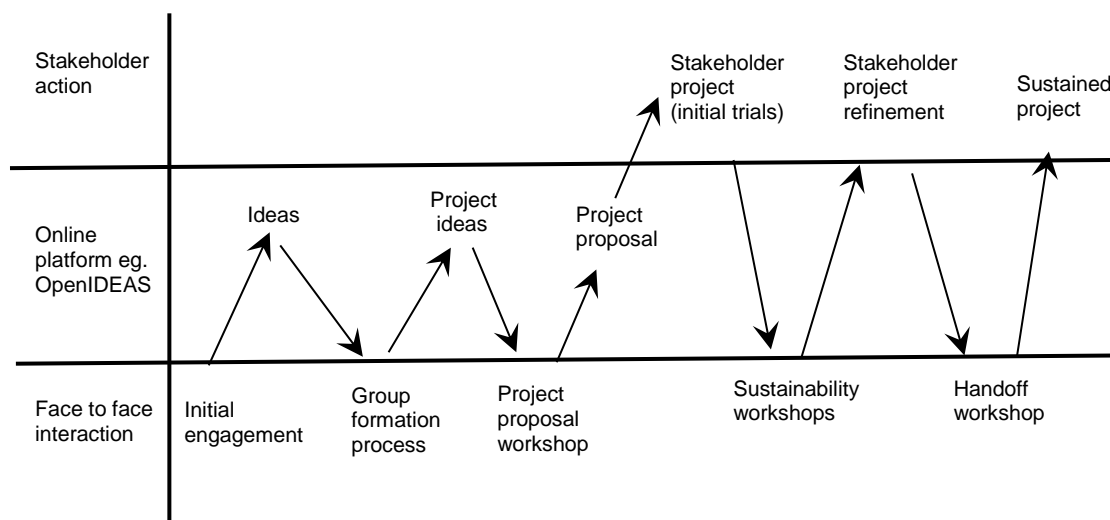 Stakeholder
action
Stakeholder
project
(initial trials)
Stakeholder
project
refinement
Sustained
project
Online
platform eg.
OpenIDEAS
Ideas
Project
ideas
Project
proposal
Face to face
interaction
Initial
engagement
Group
formation
process
Project
proposal
workshop
Sustainability
workshops
Handoff
workshop